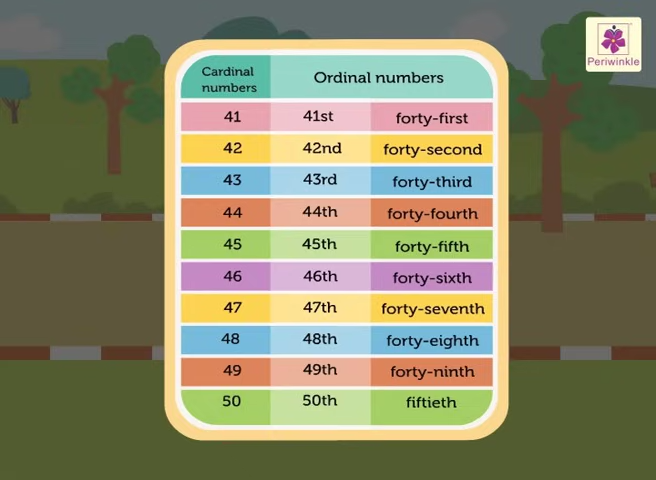 Periwinkle
Cardinal numbers
Ordinal numbers
41 41st forty-first
42 42nd forty-second
43 43rd forty-third
44 44th forty-fourth
45 45th forty-fifth
46 46th forty-sixth
47 47th forty-seventh
48 48th forty-eighth
49 49th forty-ninth
50 50th fiftieth